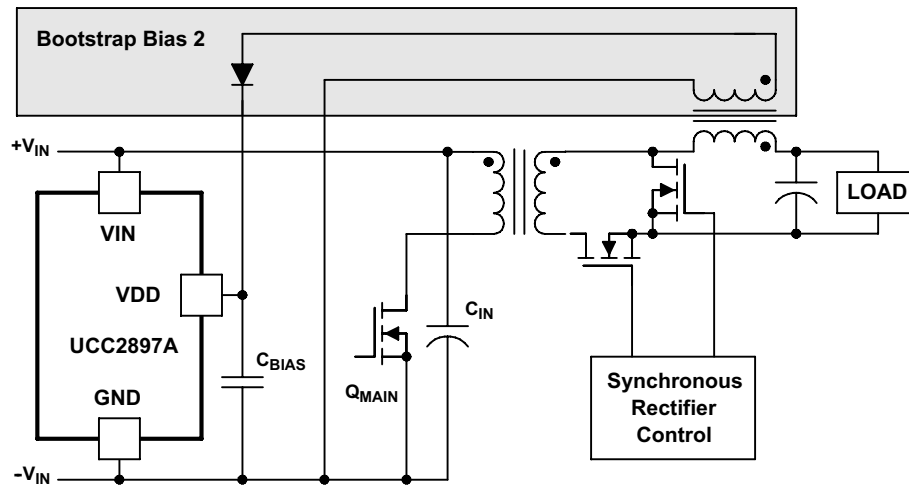 Bootstrap Bias 2
+VIN
VIN
LOAD
VDD
CIN
UCC2897A
CBIAS
QMAIN
GND
Synchronous
Rectifier
Control
-VIN